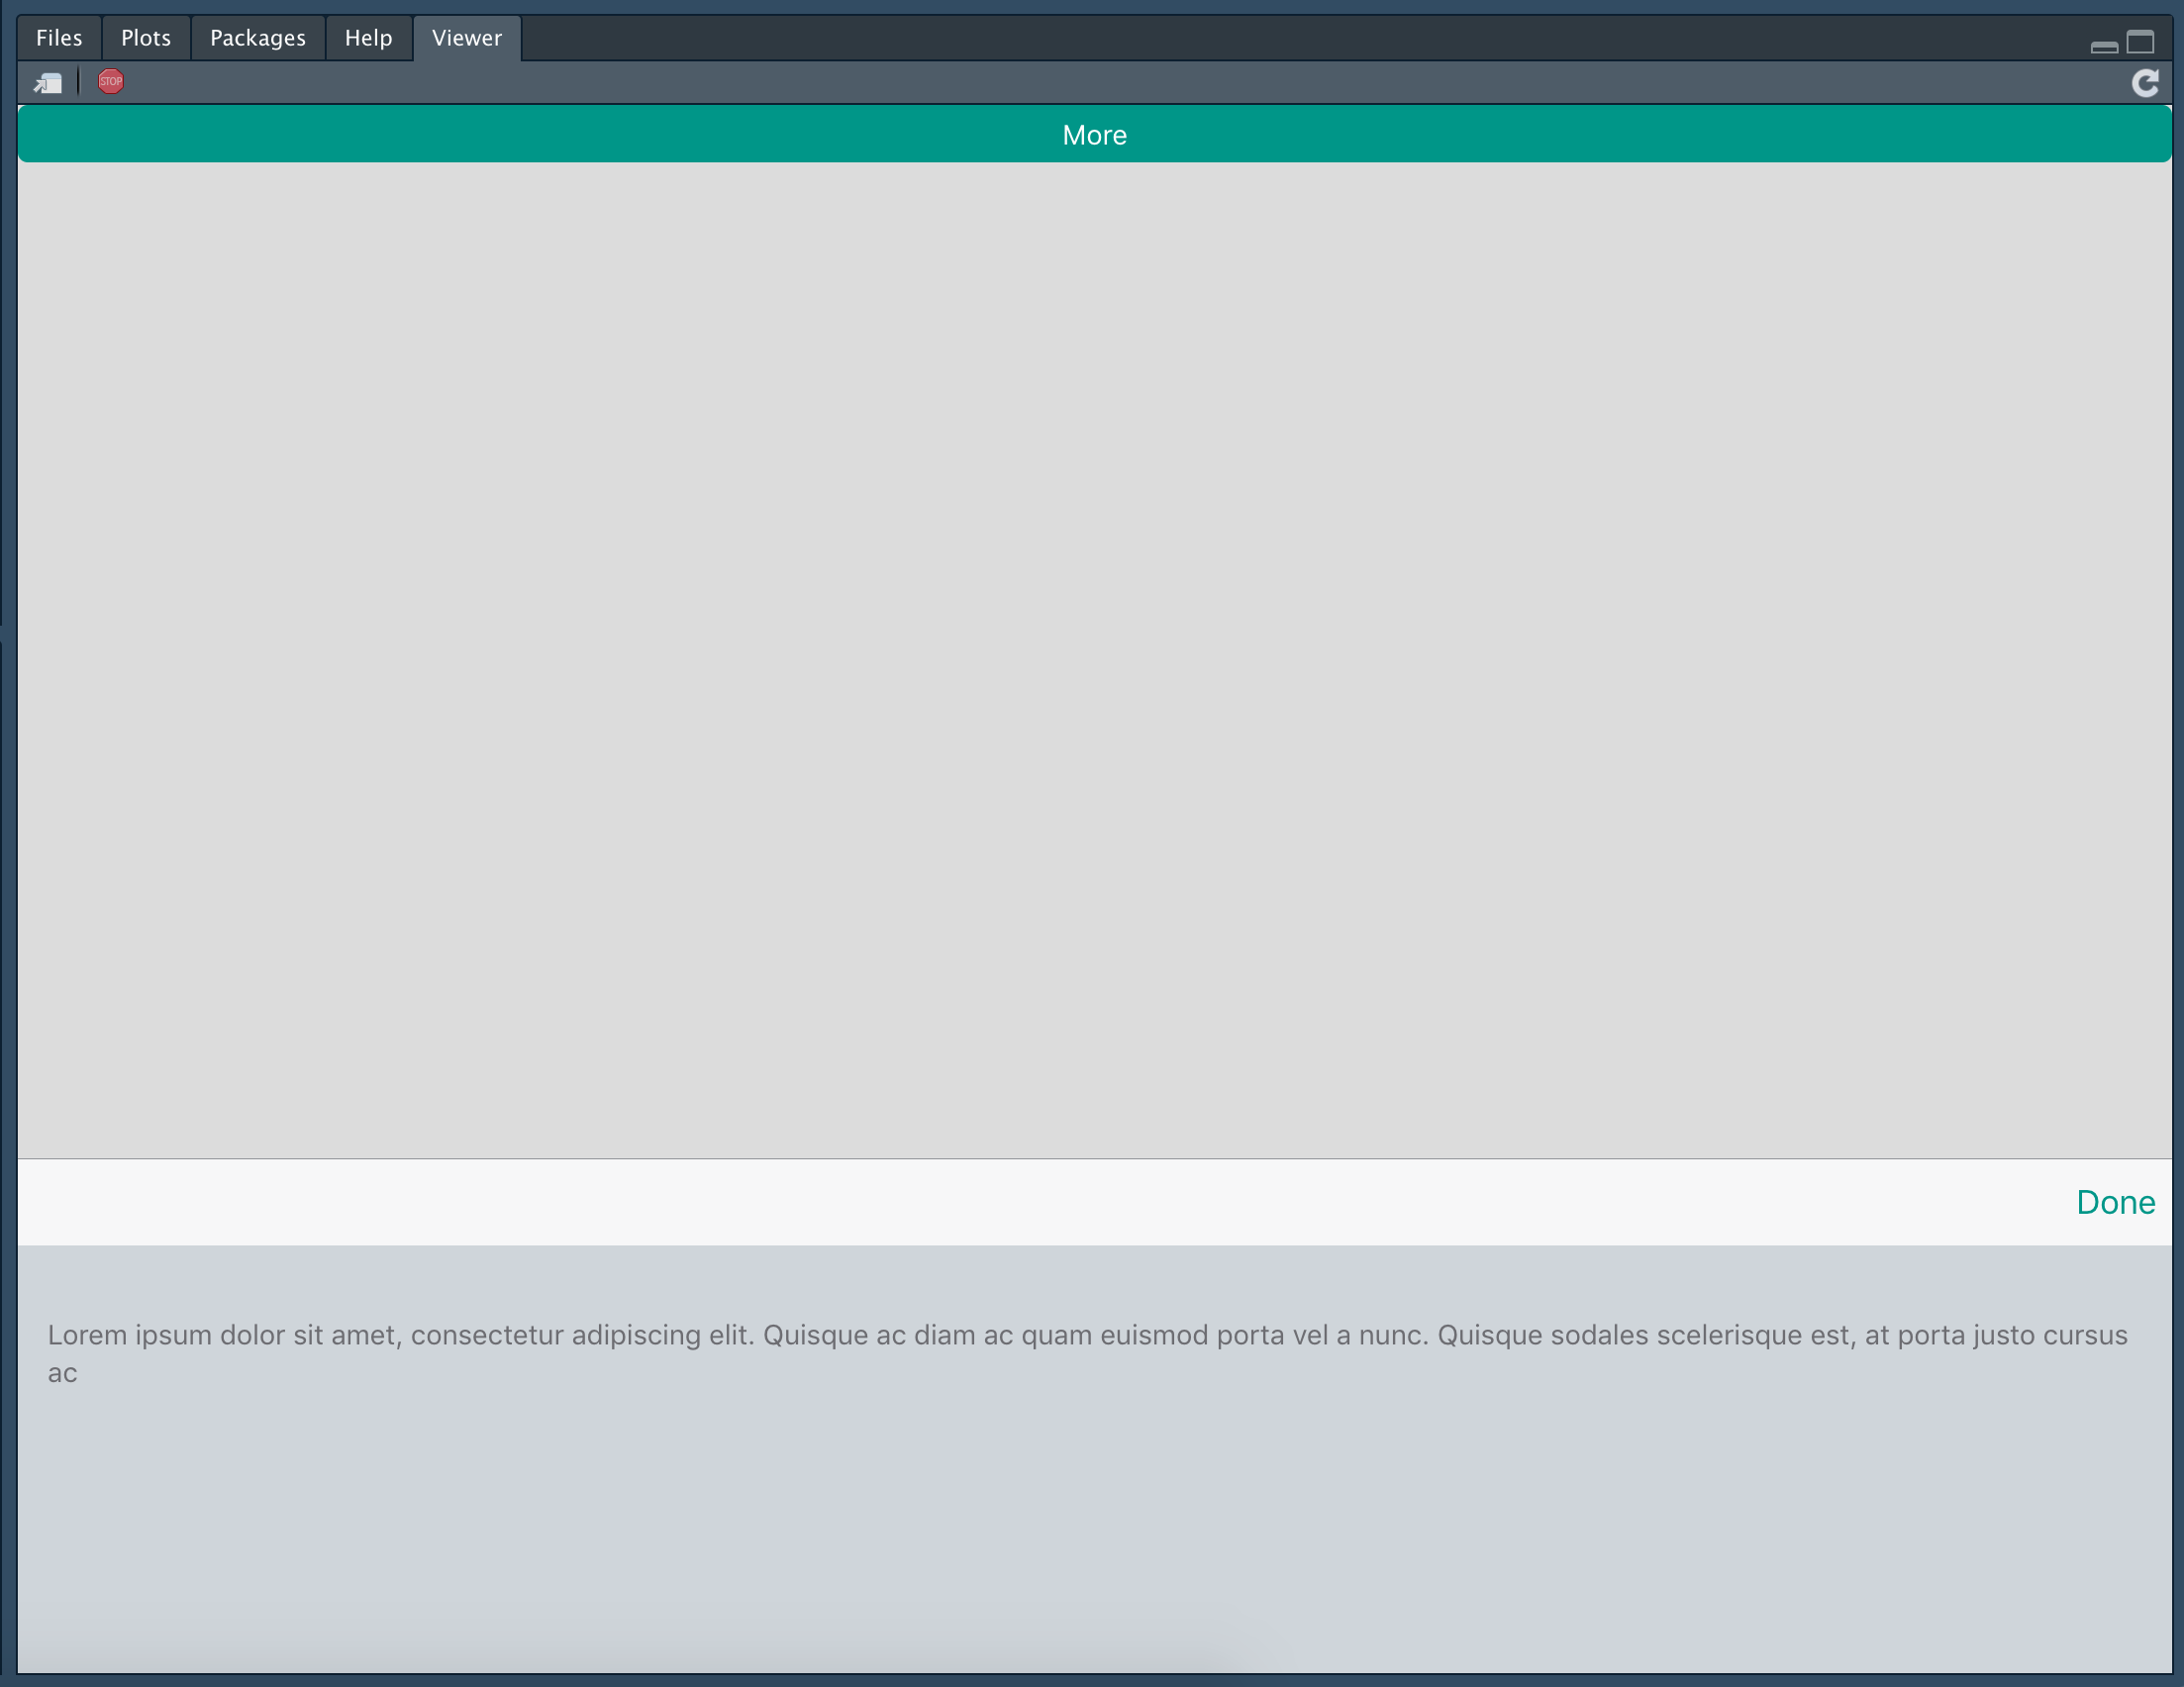 Files Plots Packages Help Viewer
STOP
More
Done
Lorem ipsum dolor sit amet, consectetur adipiscing elit. Quisque ac diam ac quam euismod porta vel a nunc. Quisque sodales scelerisque est, at porta justo cursus
ac